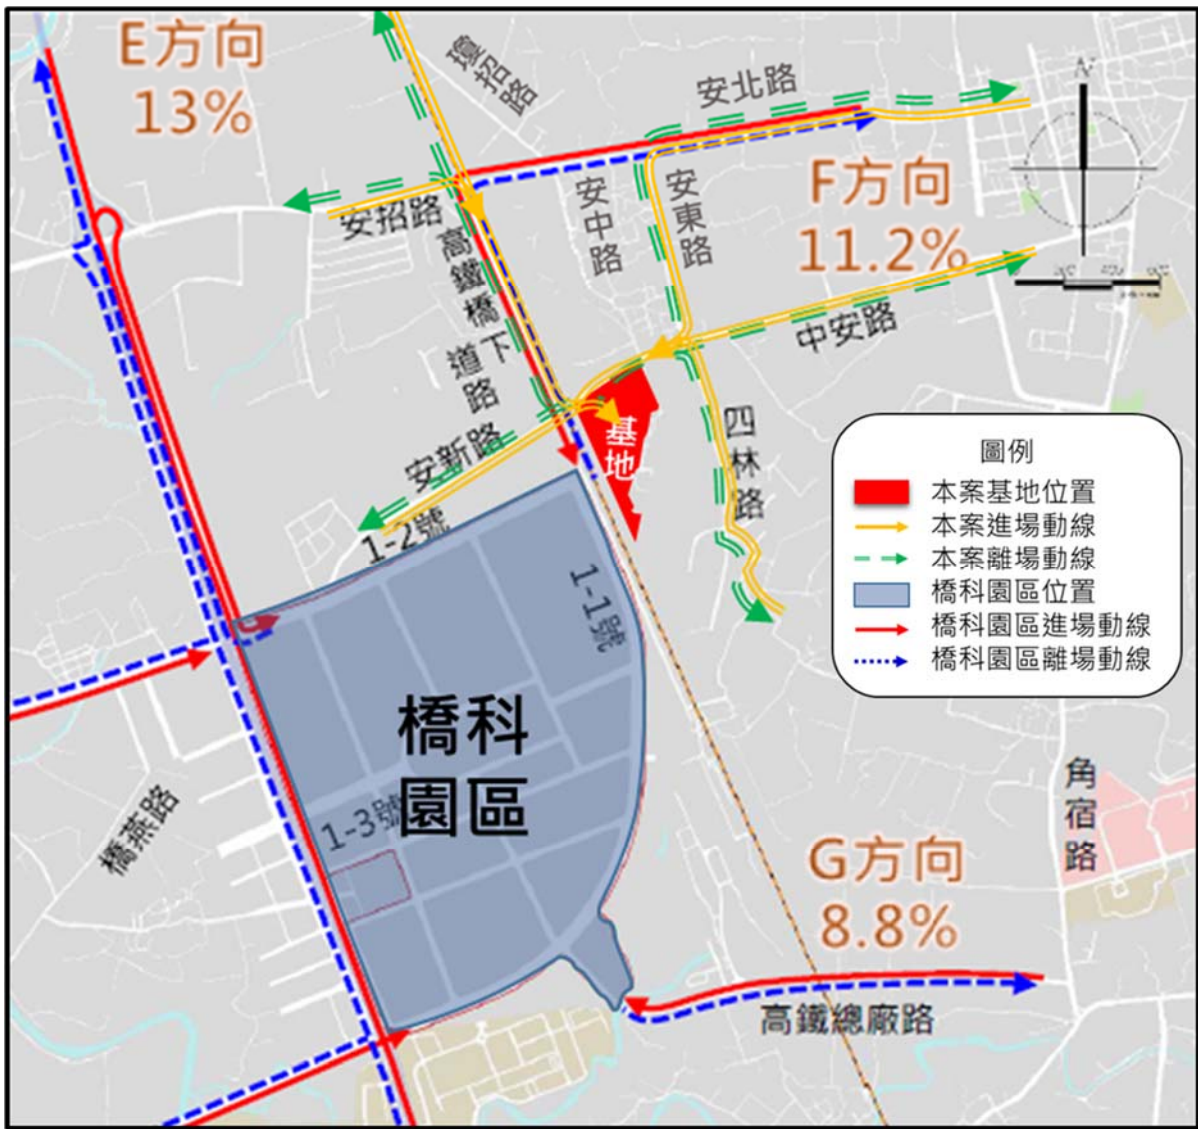 E方向
13%
瓊招路
安北路
N
F方向
11.2%
安招路
高鐵橋下道路
安中路
安東路
中安路
基地
四林路
安新路
1-2號
1-1號
圖例
本案基地位置
本案進場動線
本案離場動線
橋科園區位置
橋科園區進場動線
橋科園區離場動線
橋科
園區
1-3號
橋燕路
角宿路
G方向
8.8%
高鐵總廠路